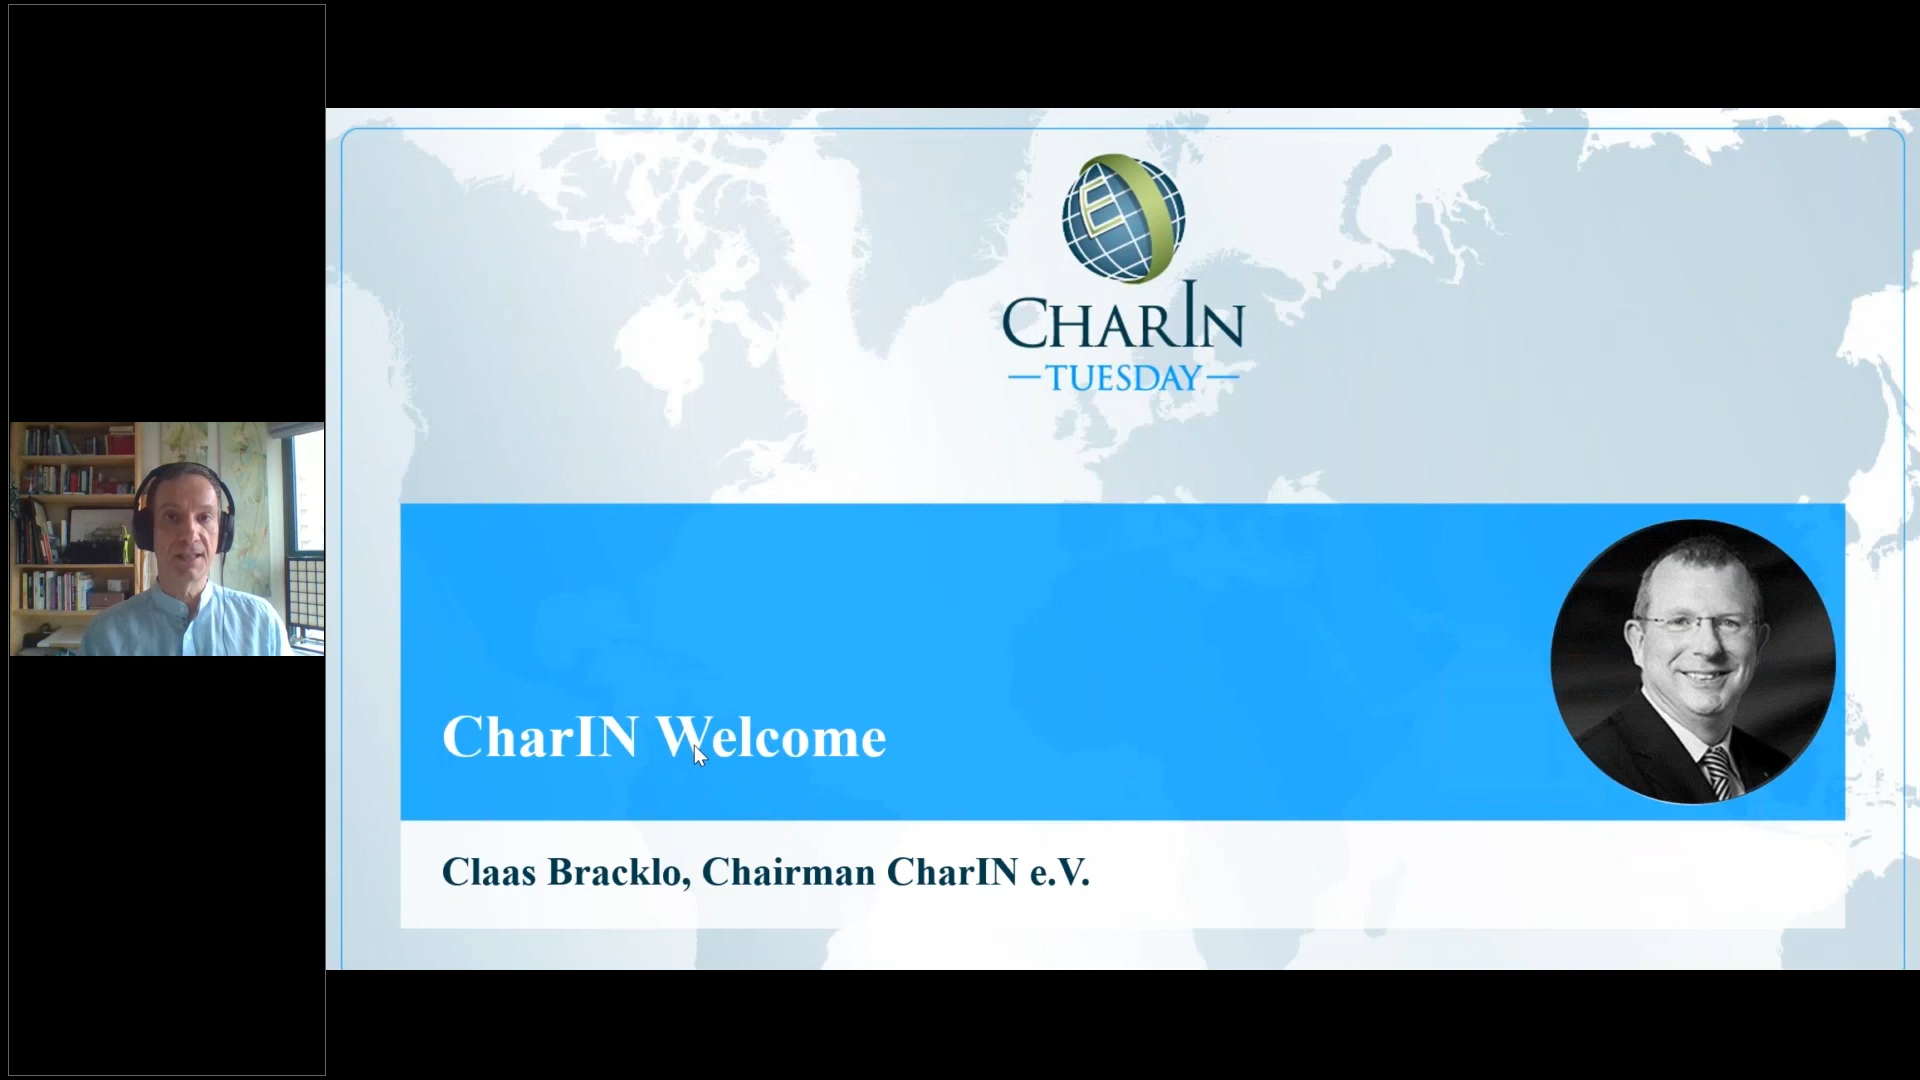 E
CHARIN
TUESDAY
CharIN Welcome
Claas Bracklo, Chairman CharIN e.V.